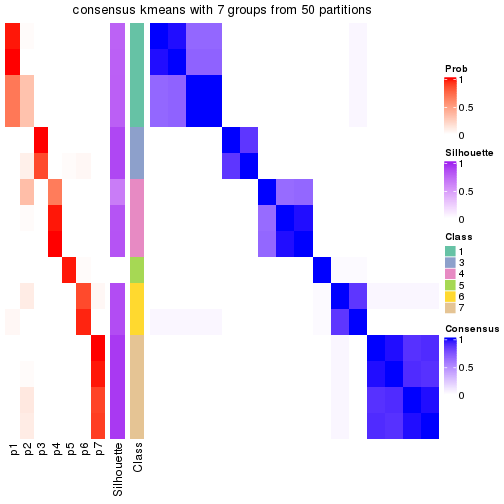 consensus kmeans with 7 groups from 50 partitions
Prob
1
0.5
0
Silhouette
1
0.5
0
Class
1
3
4
5
6
7
Consensus
1
0.5
0
p1
p2
p3
p4
p5
p6
p7
Silhouette
Class